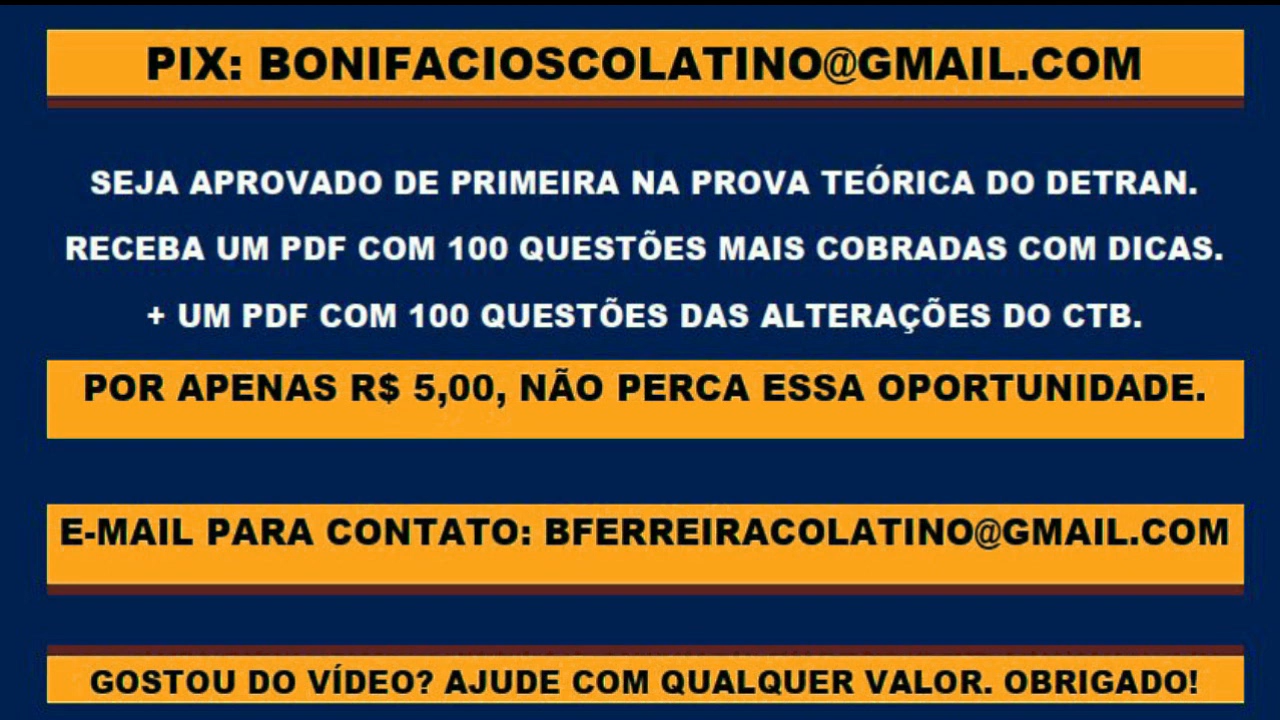 PIX: BONIFACIOSCOLATINO@GMAIL.COM
SEJA APROVADO DE PRIMEIRA NA PROVA TEÓRICA DO DETRAN.
RECEBA UM PDF COM 100 QUESTÕES MAIS COBRADAS COM DICAS.
+ UM PDF COM 100 QUESTÕES DAS ALTERAÇÕES DO CTB.
POR APENAS R$ 5,00, NÃO PERCA ESSA OPORTUNIDADE.
E-MAIL PARA CONTATO: BFERREIRACOLATINO@GMAIL.COM
GOSTOU DO VÍDEO? AJUDE COM QUALQUER VALOR. OBRIGADO!